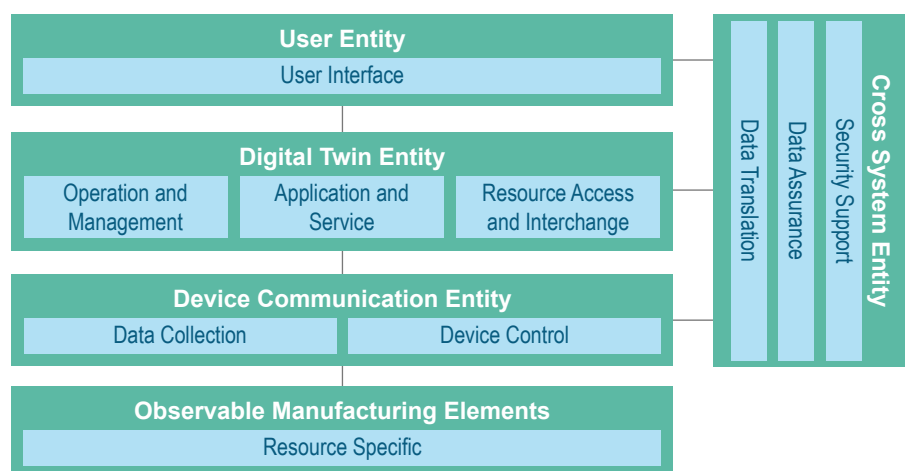 User Entity
User Interface
Digital Twin Entity
Operation and
Management
Application and
Service
Resource Access
and Interchange
Device Communication Entity
Data Collection
Device Control
Observable Manufacturing Elements
Resource Specific
Cross System Entity
Security Support
Data Assurance
Data Translation